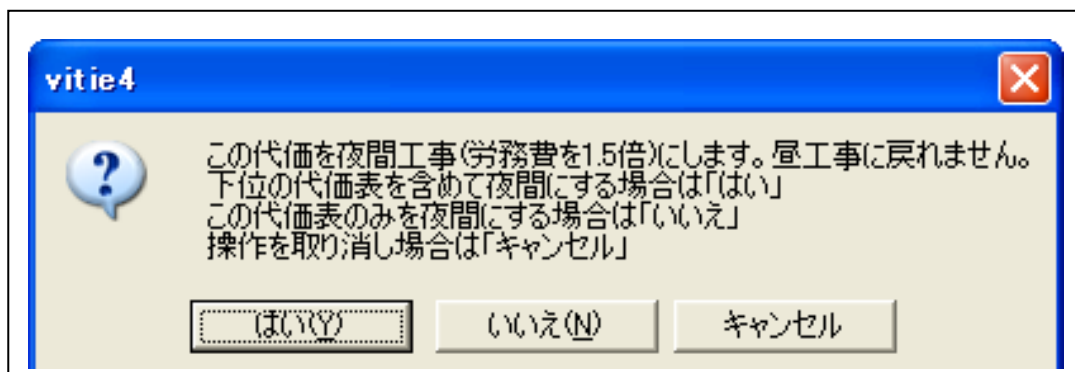 vitie4
この代価を夜間工事(労務費を1.5倍)にします。昼工事に戻れません。
下位の代価表を含めて夜間にする場合は「はい」
この代価表のみを夜間にする場合は「いいえ」
操作を取り消し場合は「キャンセル」
はい(Y) いいえ(N) キャンセル